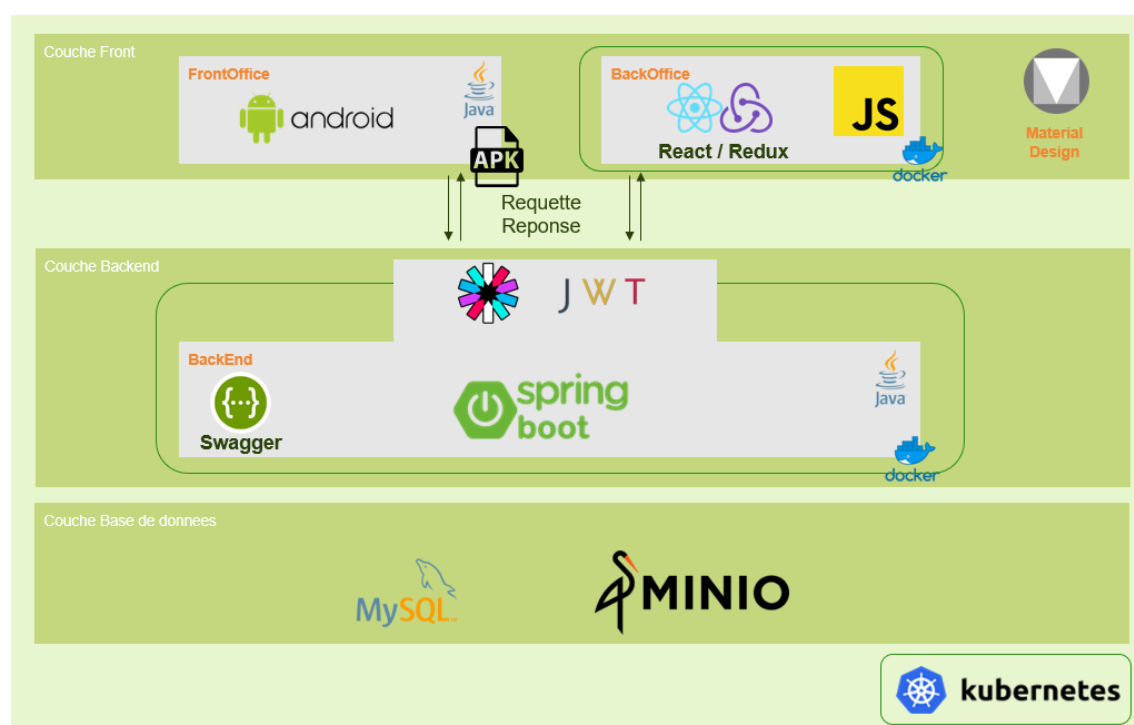 Couche Front
FrontOffice
android
Java
APK
BackOffice
React / Redux
JS
docker
Material
Design
Requette
Reponse
Couche Backend
JWT
BackEnd
Swagger
spring
boot
Java
docker
Couche Base de donnees
MySQL
MINIO
kubernetes